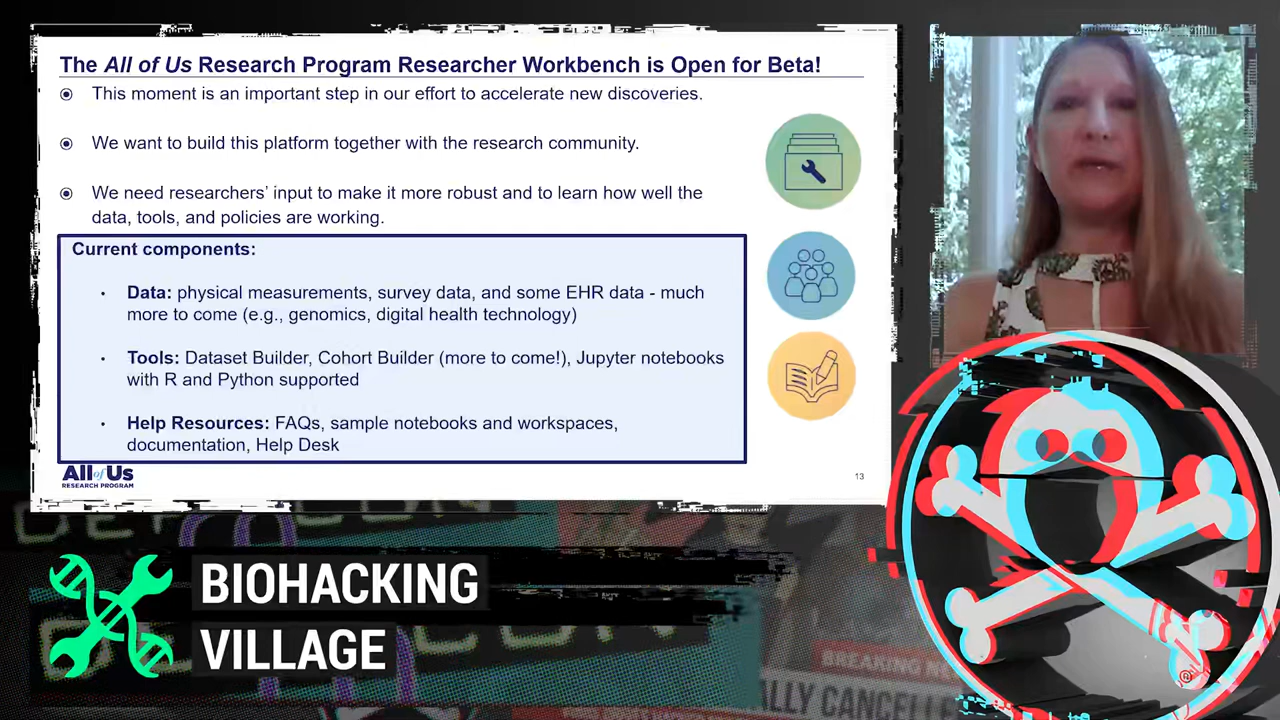 The All of Us Research Program Researcher Workbench is Open for Beta!
This moment is an important step in our effort to accelerate new discoveries.
We want to build this platform together with the research community.
We need researchers' input to make it more robust and to learn how well the
data, tools, and policies are working.
Current components:
Data: physical measurements, survey data, and some EHR data - much
more to come (e.g., genomics, digital health technology)
Tools: Dataset Builder, Cohort Builder (more to come!), Jupyter notebooks
with R and Python supported
Help Resources: FAQs, sample notebooks and workspaces,
documentation, Help Desk
All of Us
RESEARCH PROGRAM
13
BIOHACKING
VILLAGE
BREAKING
ALLY CANCELLE
®